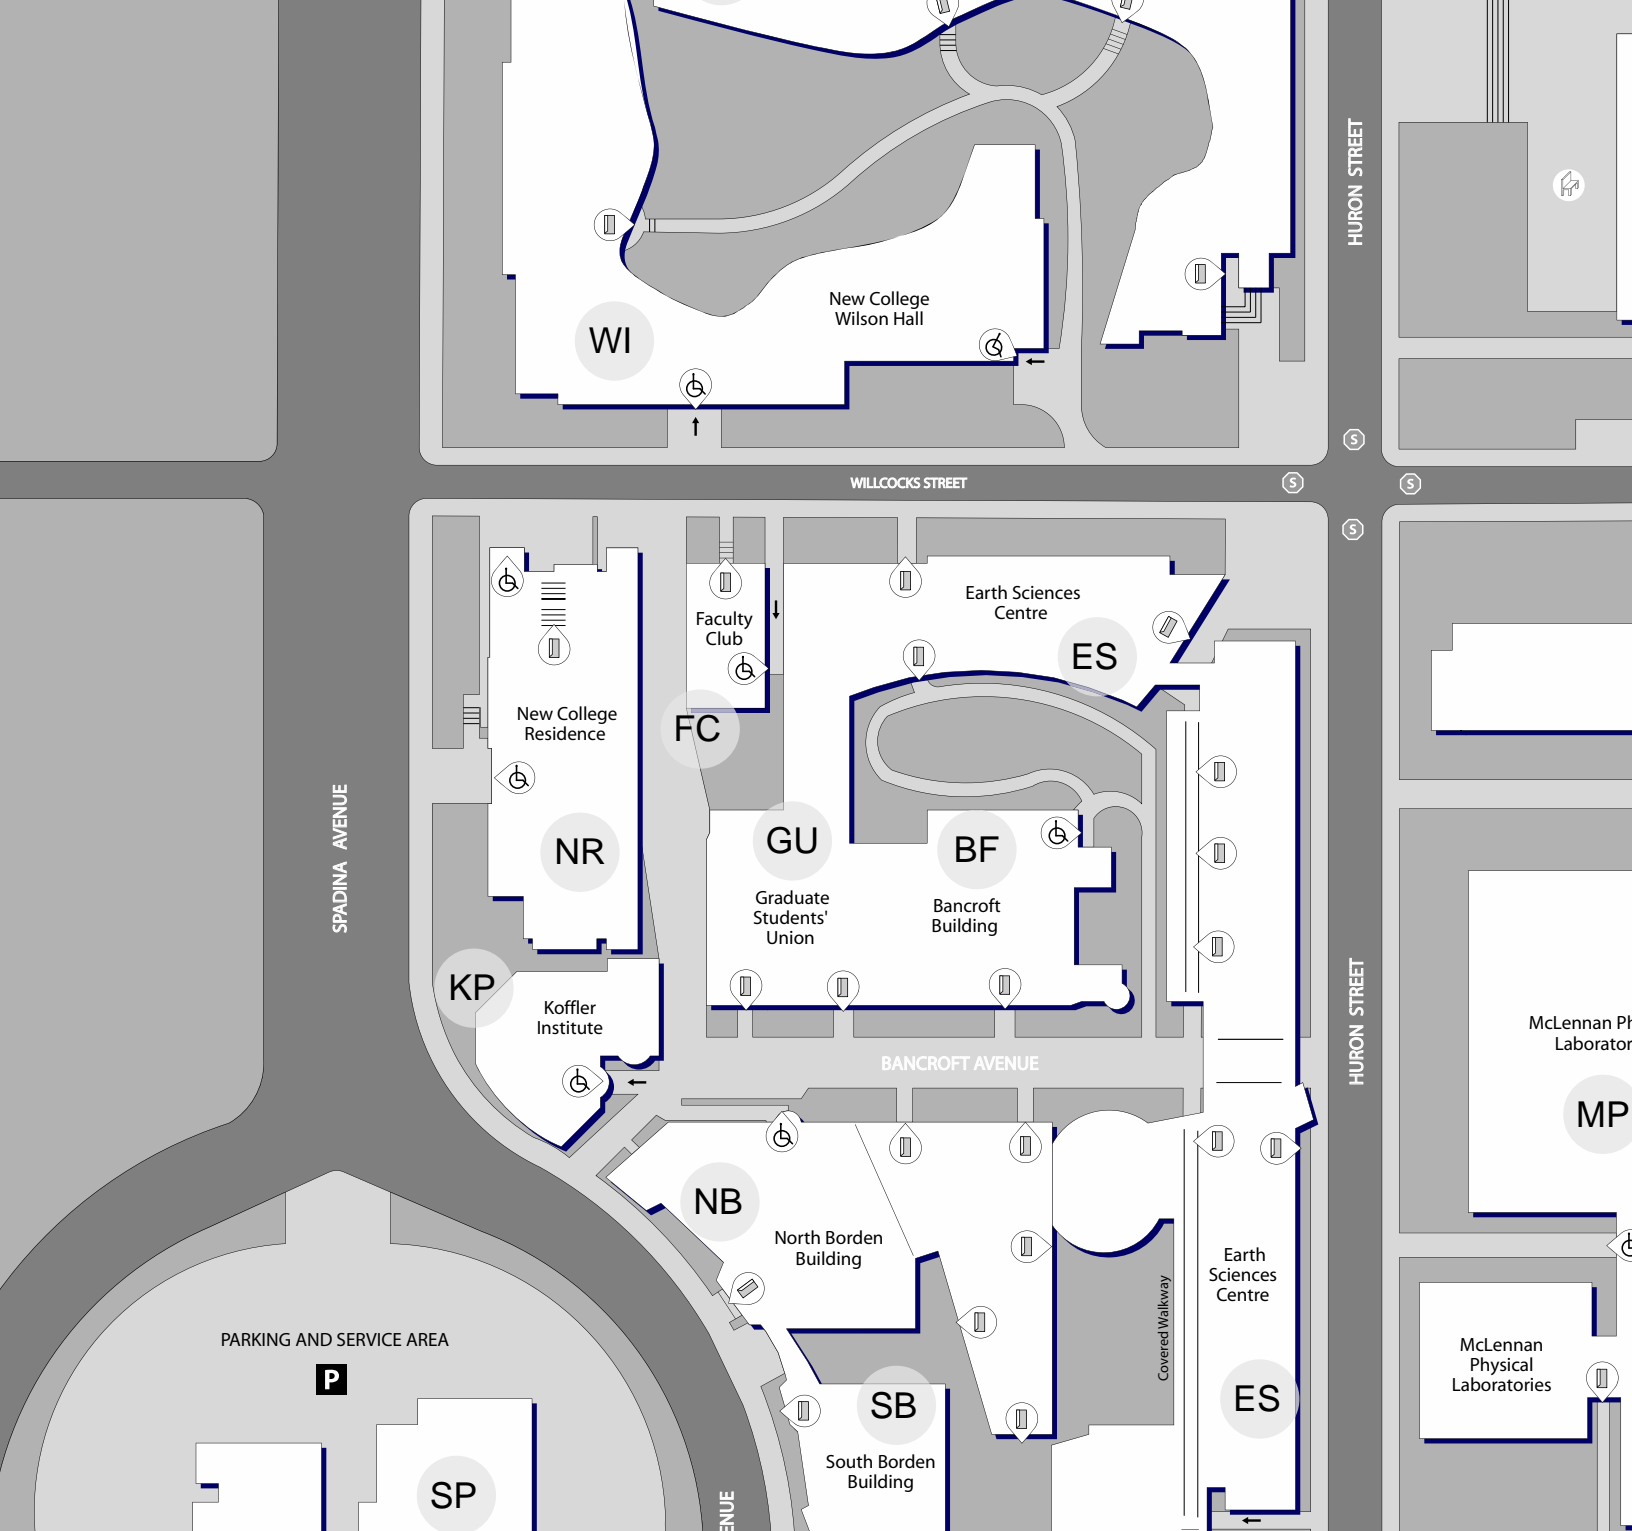 HURON STREET
New College
Wilson Hall
WI
S
WILLCOCKS STREET
S
S
S
Earth Sciences
Centre
Faculty
Club
ES
New College
Residence
FC
SPADINA AVENUE
NR
GU
BF
Graduate
Students'
Union
Bancroft
Building
KP
Koffler
Institute
HURON STREET
McLennan Ph
Laborator
BANCROFT AVENUE
MP
NB
North Borden
Building
Earth
Sciences
Centre
Covered Walkway
PARKING AND SERVICE AREA
P
McLennan
Physical
Laboratories
SB
ES
South Borden
Building
SP
ENUE